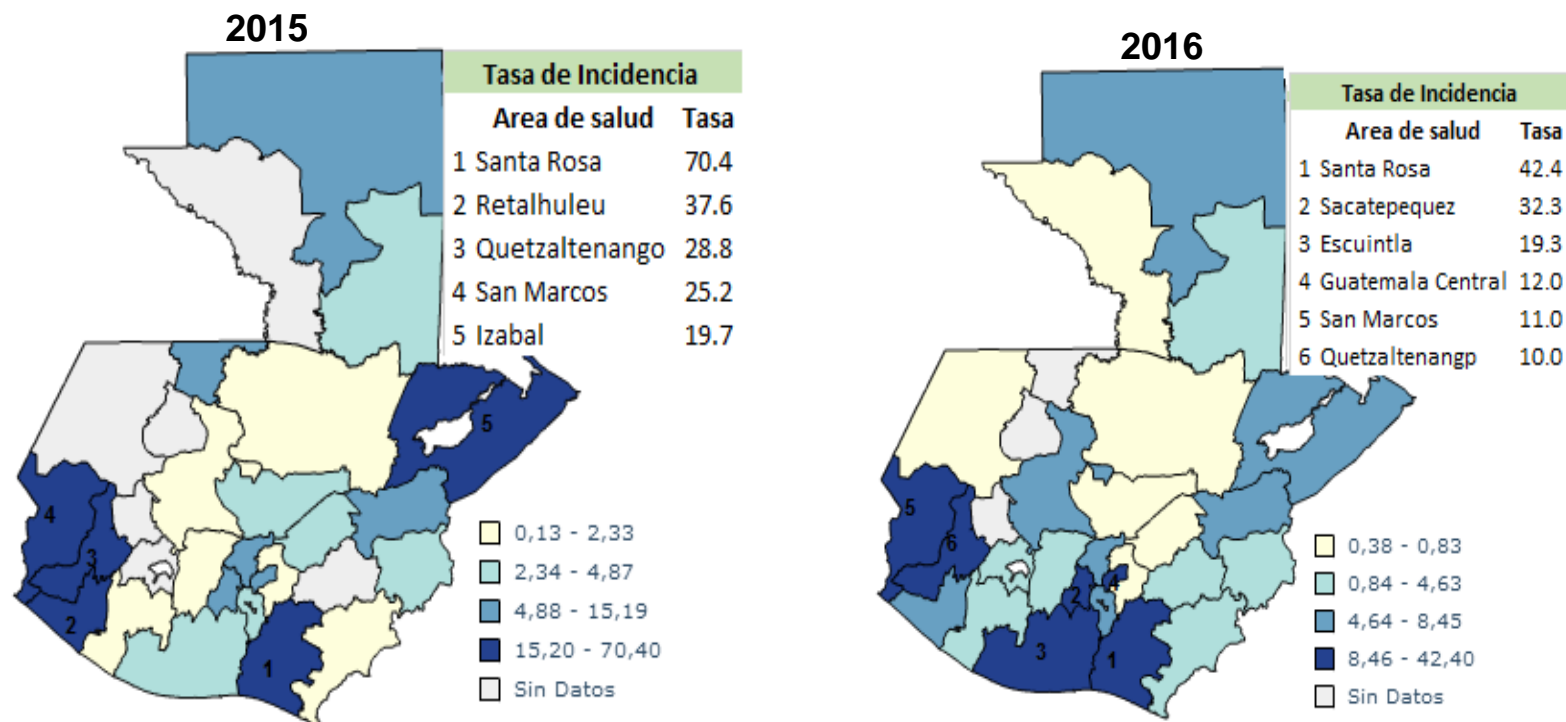 2015
Tasa de Incidencia
Area de salud Tasa
1 Santa Rosa 70.4
2 Retalhuleu 37.6
3 Quetzaltenango 28.8
4 San Marcos 25.2
5 Izabal 19.7
5
4
3
2
1
0,13 - 2,33
2,34 - 4,87
4,88 - 15,19
15,20 - 70,40
Sin Datos
2016
Tasa de Incidencia
Area de salud Tasa
1 Santa Rosa 42.4
2 Sacatepequez 32.3
3 Escuintla 19.3
4 Guatemala Central 12.0
5 San Marcos 11.0
6 Quetzaltenangp 10.0
5
6
4
2
3
1
0,38 - 0,83
0,84 - 4,63
4,64 - 8,45
8,46 - 42,40
Sin Datos